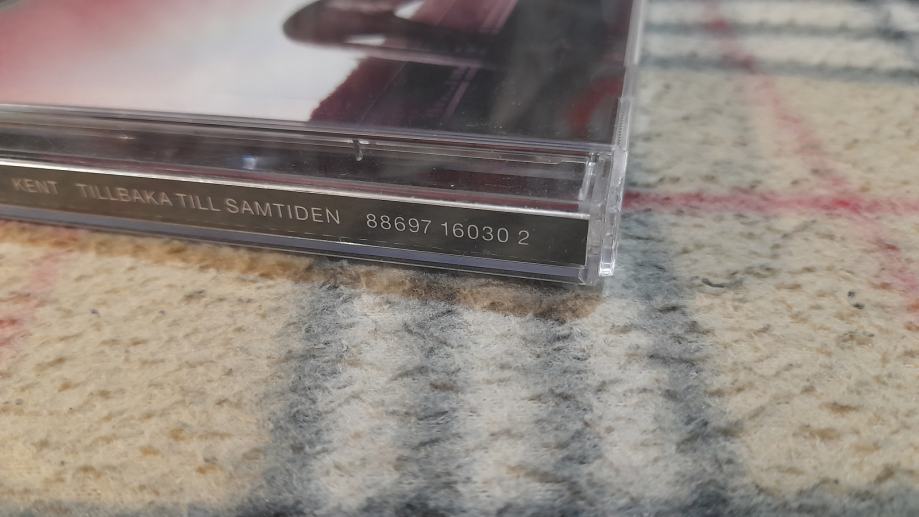 KENT TILLBAKA TILL SAMTIDEN 88697 16030 2